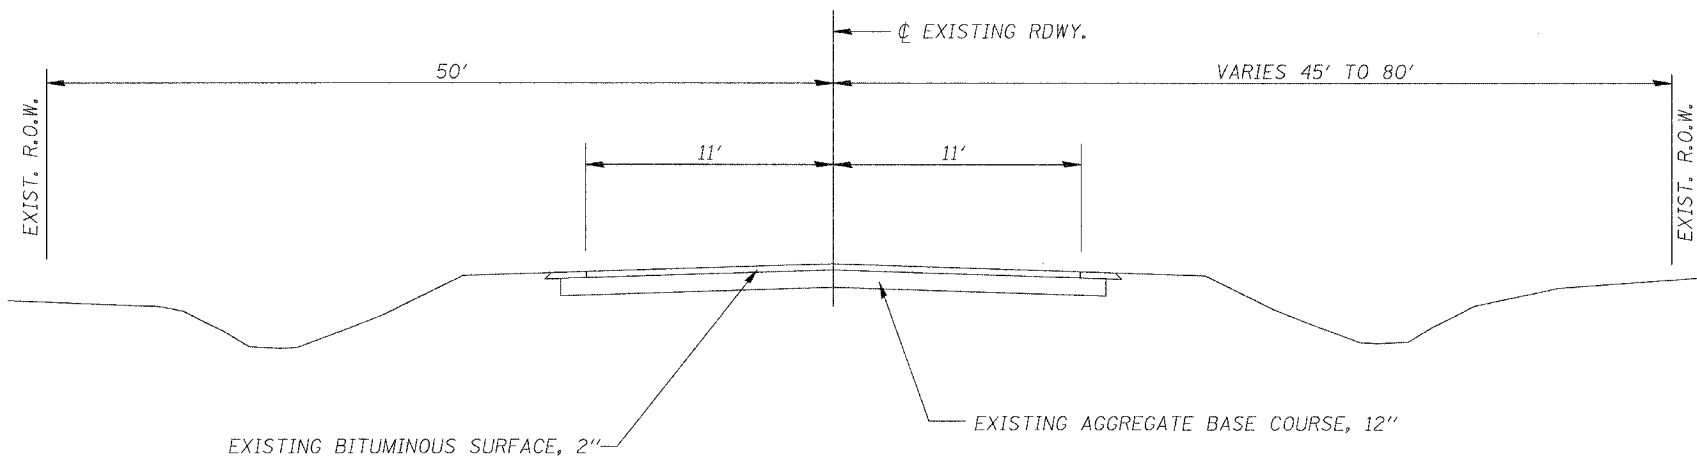 ℄ EXISTING RDWY.
50'
VARIES 45' TO 80'
EXIST. R.O.W.
EXIST. R.O.W.
11'
11'
EXISTING AGGREGATE BASE COURSE, 12"
EXISTING BITUMINOUS SURFACE, 2"